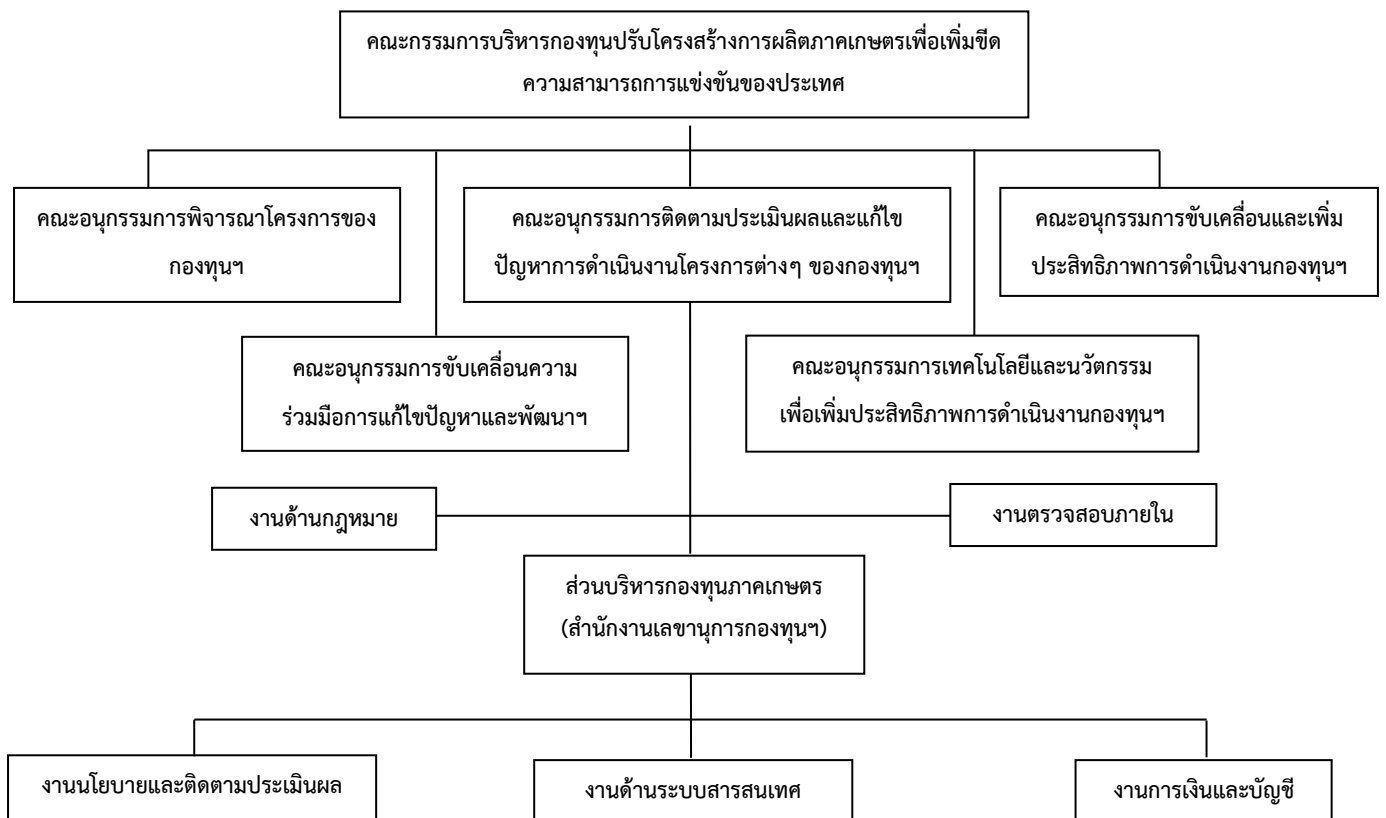 คณะกรรมการบริหารกองทุนปรับโครงสร้างการผลิตภาคเกษตรเพื่อเพิ่มขีด
ความสามารถการแข่งขันของประเทศ
คณะอนุกรรมการพิจารณาโครงการของ
กองทุนฯ
คณะอนุกรรมการติดตามประเมินผลและแก้ไข
ปัญหาการดำเนินงานโครงการต่างๆ ของกองทุนฯ
คณะอนุกรรมการขับเคลื่อนและเพิ่ม
ประสิทธิภาพการดำเนินงานกองทุนฯ
คณะอนุกรรมการขับเคลื่อนความ
ร่วมมือการแก้ไขปัญหาและพัฒนาฯ
คณะอนุกรรมการเทคโนโลยีและนวัตกรรม
เพื่อเพิ่มประสิทธิภาพการดำเนินงานกองทุนฯ
งานด้านกฎหมาย
งานตรวจสอบภายใน
ส่วนบริหารกองทุนภาคเกษตร
(สำนักงานเลขานุการกองทุนฯ)
งานนโยบายและติดตามประเมินผล
งานด้านระบบสารสนเทศ
งานการเงินและบัญชี